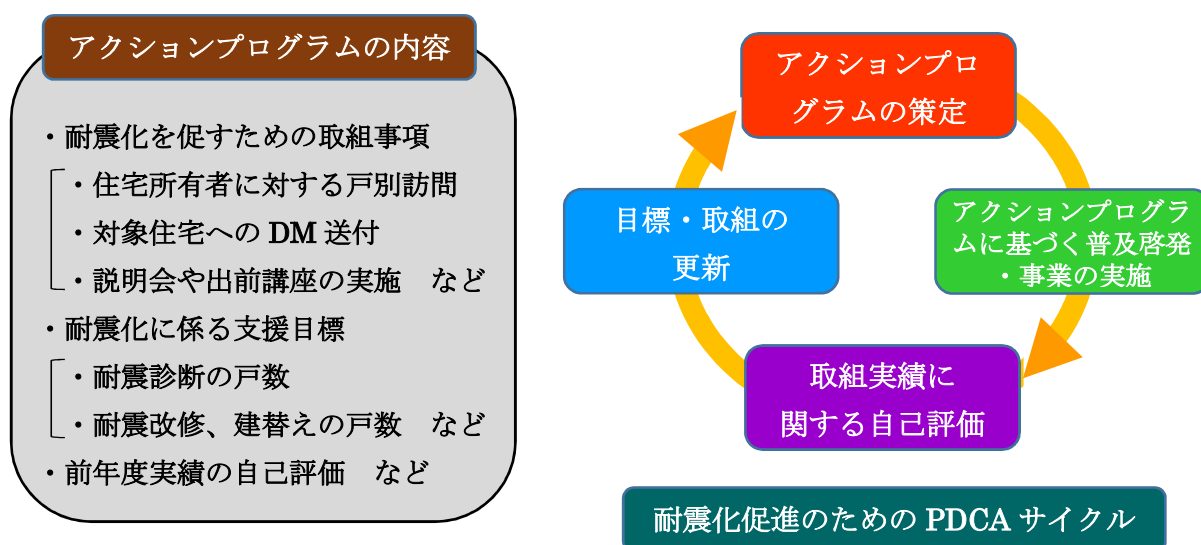 アクションプログラムの内容
・耐震化を促すための取組事項
・住宅所有者に対する戸別訪問
・対象住宅への DM 送付
・説明会や出前講座の実施　など
・耐震化に係る支援目標
・耐震診断の戸数
・耐震改修、建替えの戸数　など
・前年度実績の自己評価　など
アクションプロ
グラムの策定
アクションプログラ
ムに基づく普及啓発
・事業の実施
取組実績に
関する自己評価
目標・取組の
更新
耐震化促進のための PDCA サイクル